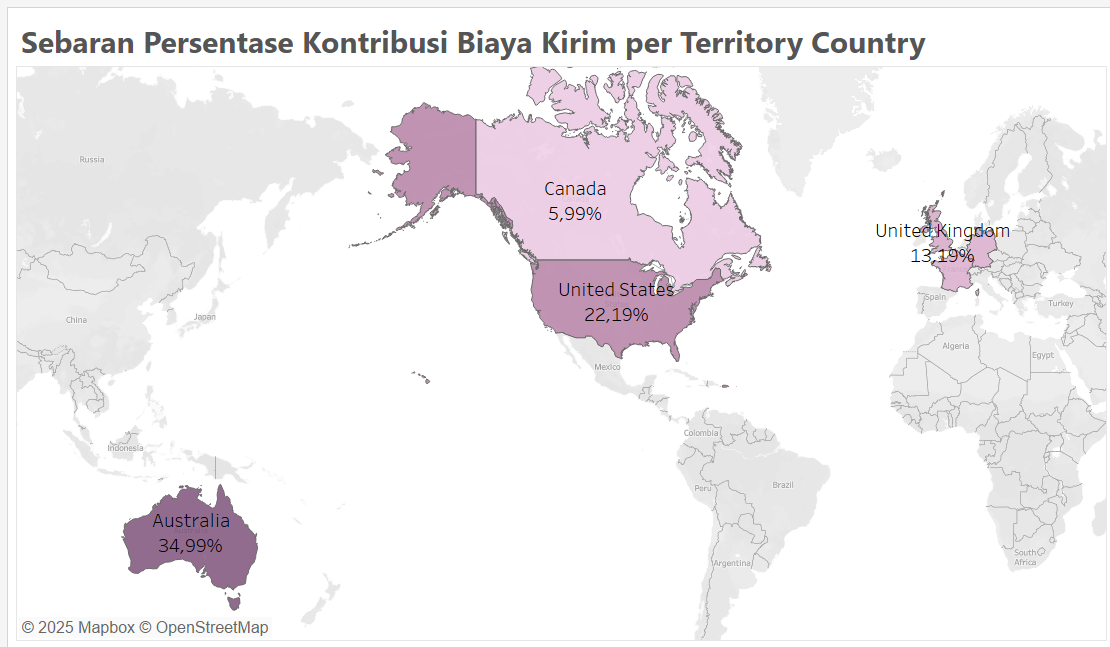 Sebaran Persentase Kontribusi Biaya Kirim per Territory Country
Russia
Canada
5,99%
United Kingdom
13,19%
United States
22,19%
Spain
Turkey
China
Japan
Algeria
Egypt
Mexico
Colombia
Indonesia
Peru
Brazil
Australia
34,99%
South
Africa
Argentina
© 2025 Mapbox © OpenStreetMap